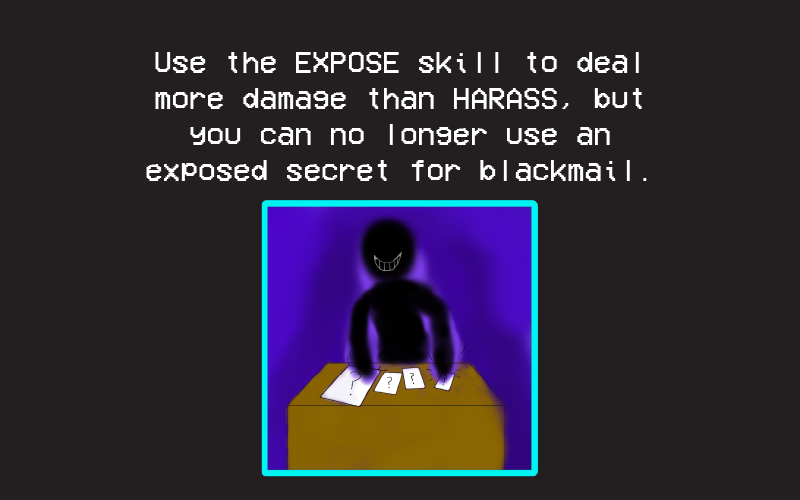 Use the EXPOSE skill to deal
more damage than HARASS, but
you can no longer use an
exposed secret for blackmail.
? ? ?